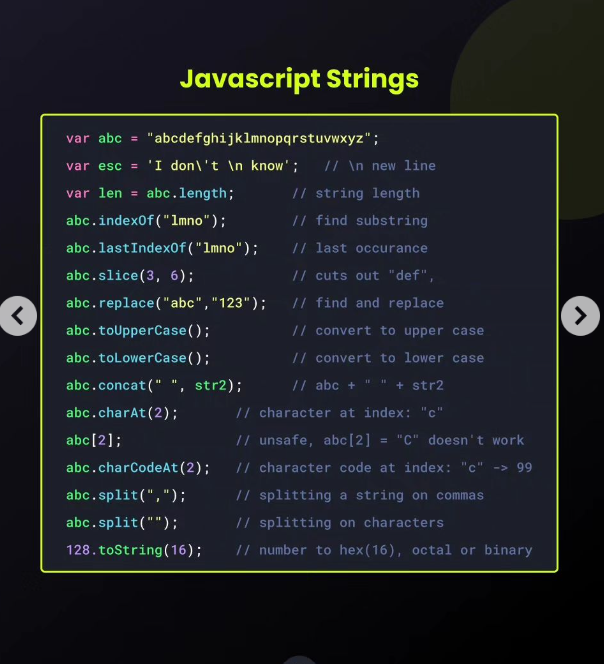 Javascript Strings
var abc = "abcdefghijklmnopqrstuvwxyz";
var esc = 'I don\'t \n know';   // \n new line
var len = abc.length;       // string length
abc.indexOf("lmno");        // find substring
abc.lastIndexOf("lmno");    // last occurance
abc.slice(3, 6);            // cuts out "def",
abc.replace("abc","123");   // find and replace
abc.toUpperCase();          // convert to upper case
abc.toLowerCase();          // convert to lower case
abc.concat(" ", str2);      // abc + " " + str2
abc.charAt(2);       // character at index: "c"
abc[2];              // unsafe, abc[2] = "C" doesn't work
abc.charCodeAt(2);   // character code at index: "c" -> 99
abc.split(",");      // splitting a string on commas
abc.split("");       // splitting on characters
128.toString(16);    // number to hex(16), octal or binary